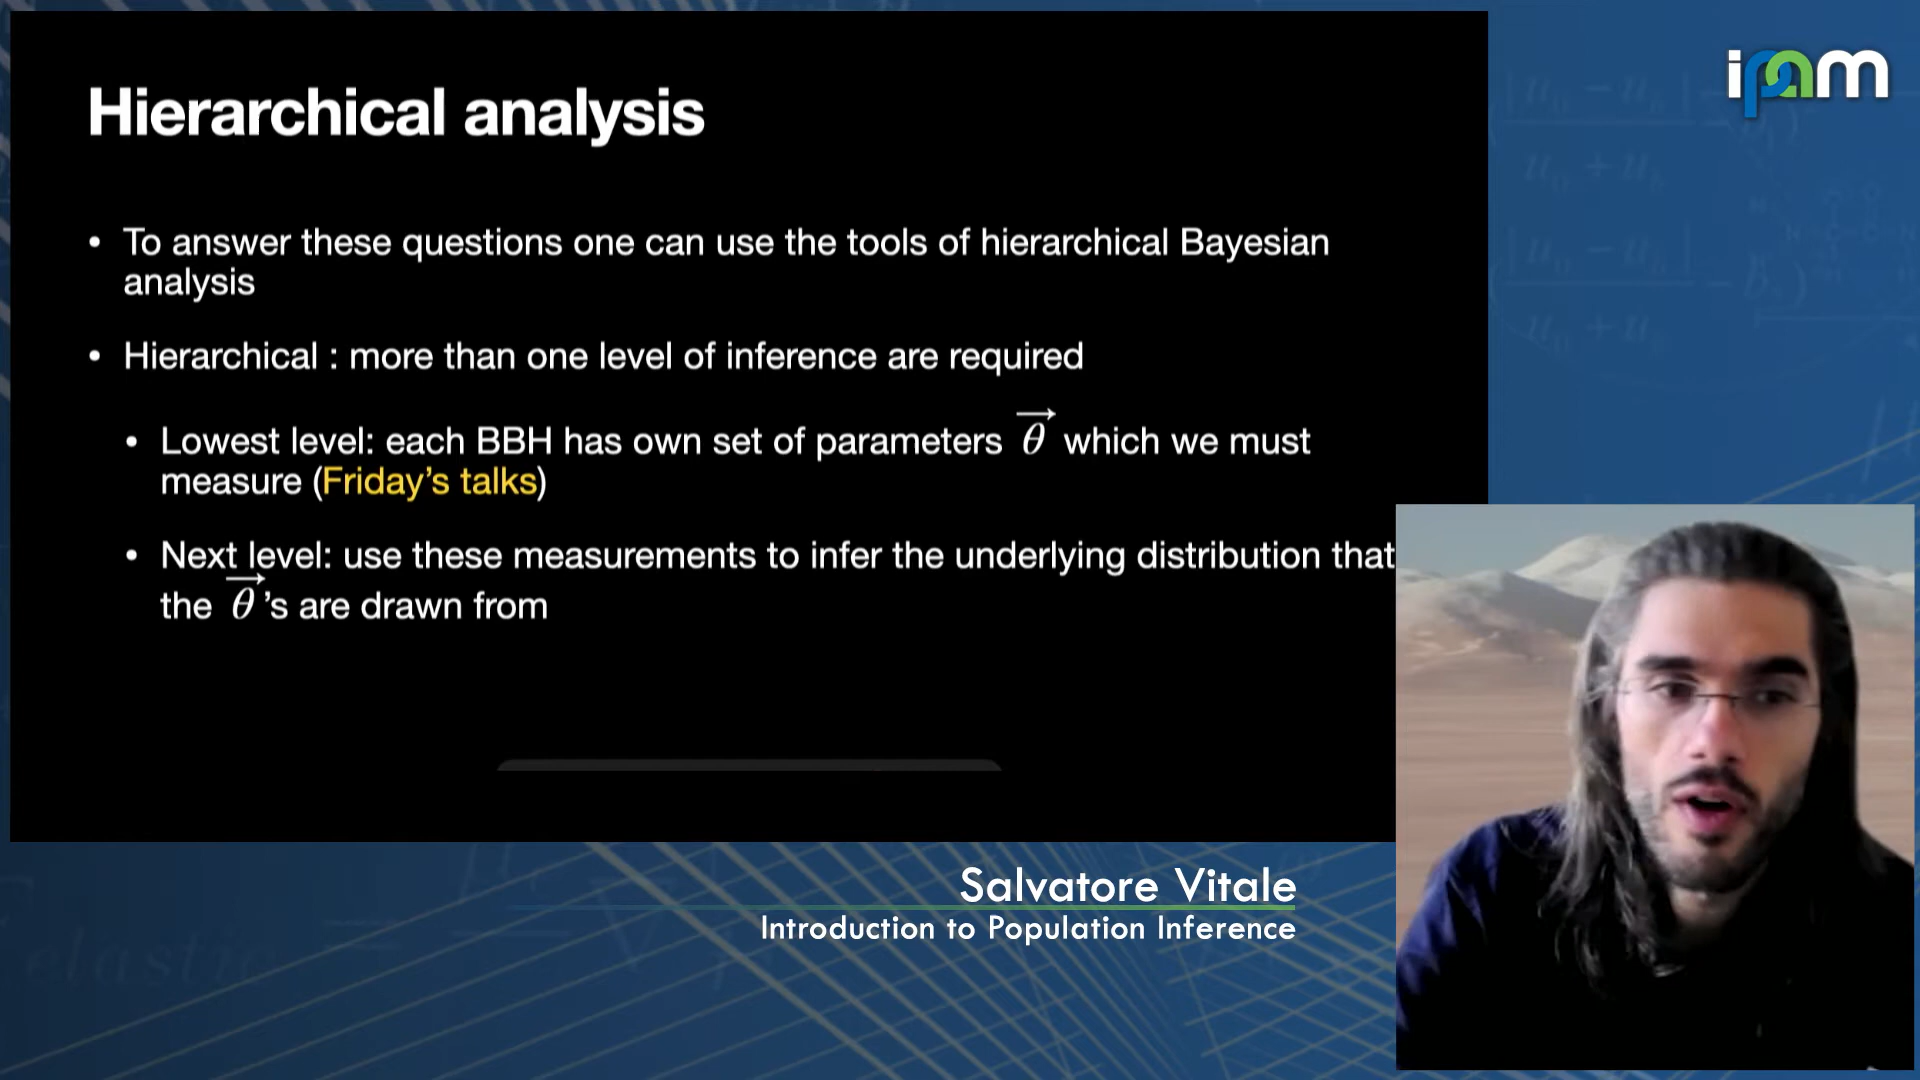 ipam
Hierarchical analysis
• To answer these questions one can use the tools of hierarchical Bayesian
analysis
• Hierarchical : more than one level of inference are required
• Lowest level: each BBH has own set of parameters \vec{θ} which we must
measure (Friday’s talks)
• Next level: use these measurements to infer the underlying distribution that
the \vec{θ} ’s are drawn from
Salvatore Vitale
Introduction to Population Inference